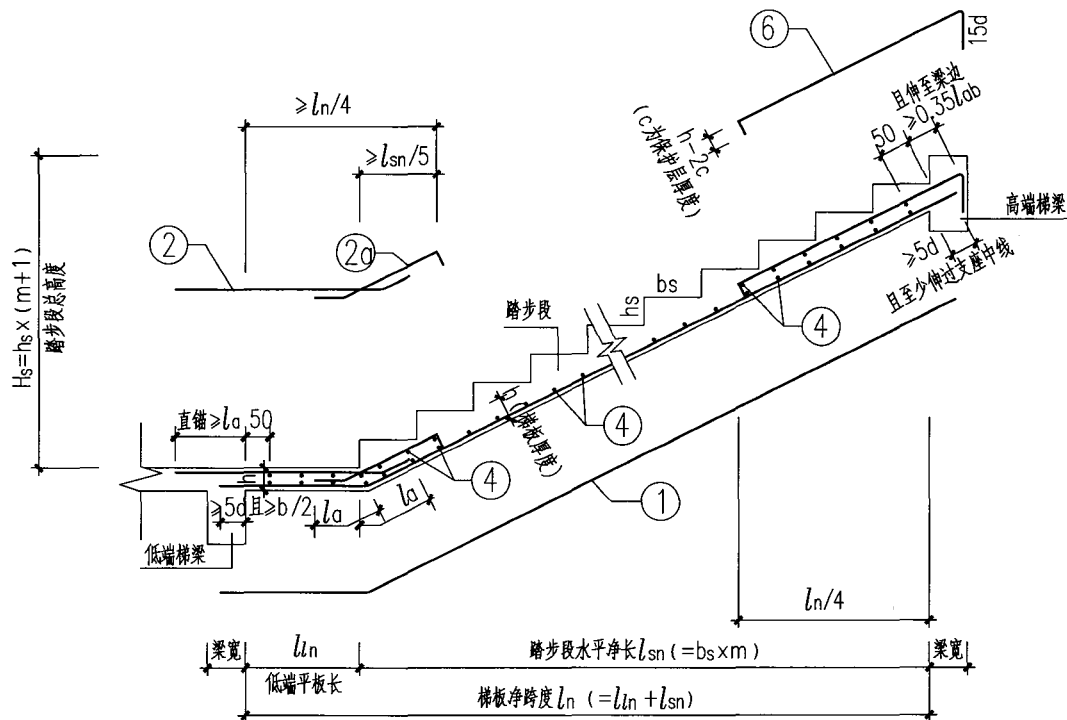 ⑥
15d
且伸至梁边
≥0.35lab
50
≥ln/4
h-2c
(c为保护层厚度)
≥lsn/5
高端梯梁
②
2a
≥5d
且至少伸过支座中线
bs
hs
踏步段
④
Hs=hs×(m+1)
踏步段总高度
④
直锚≥la
50
h(梯板厚度)
h
④
≥5d且≥b/2
la
la
①
低端梯梁
ln/4
梁宽
lln
踏步段水平净长lsn(=bs×m)
梁宽
低端平板长
梯板净跨度ln(=lln+lsn)